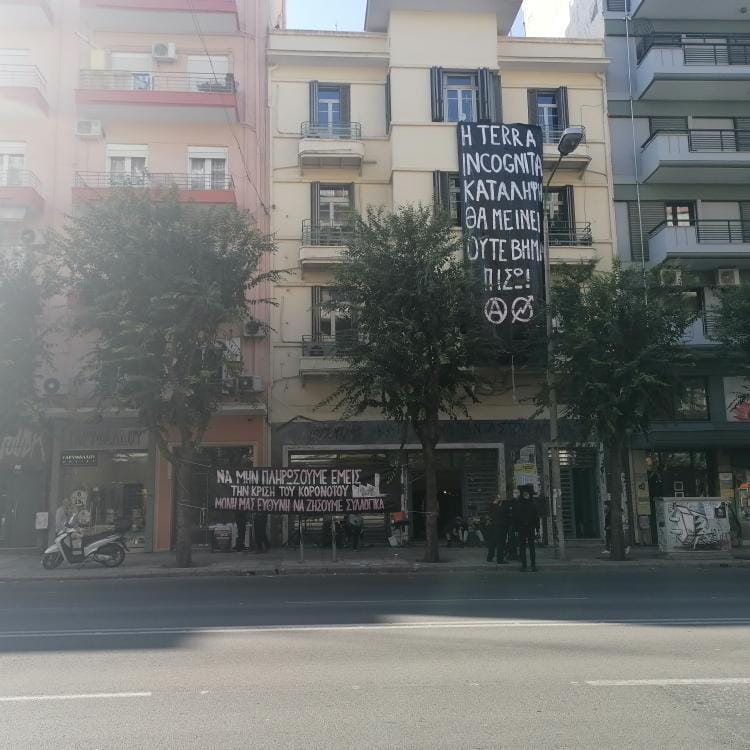 Η TERRA
INCOGNITA
ΚΑΤΑΛΗΨΗ
ΘΑ ΜΕΙΝΕΙ
ΟΥΤΕ ΒΗΜΑ
ΠΙΣΩ!
ΝΑ ΜΗΝ ΠΛΗΡΩΣΟΥΜΕ ΕΜΕΙΣ
ΤΗΝ ΚΡΙΣΗ ΤΟΥ ΚΟΡΟΝΟΪΟΥ
ΜΟΝΗ ΜΑΣ ΕΥΘΥΝΗ ΝΑ ΖΗΣΟΥΜΕ ΣΥΛΛΟΓΙΚΑ